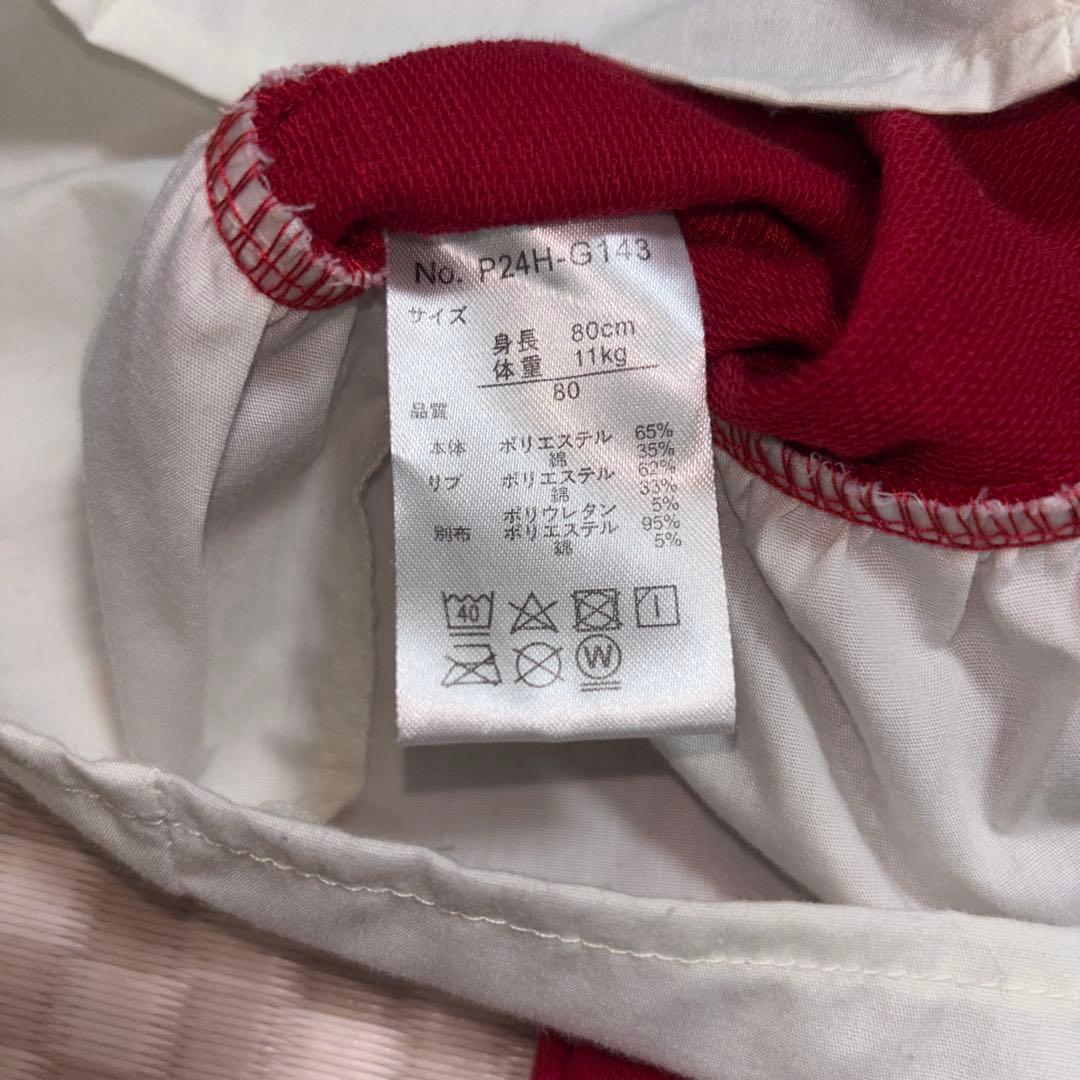 No. P24H-G143
サイズ
身長 80cm
体重 11kg
80
品質
本体 ポリエステル 65%
綿 35%
リブ ポリエステル 62%
綿 33%
ポリウレタン 5%
別布 ポリエステル 95%
綿 5%
40
W